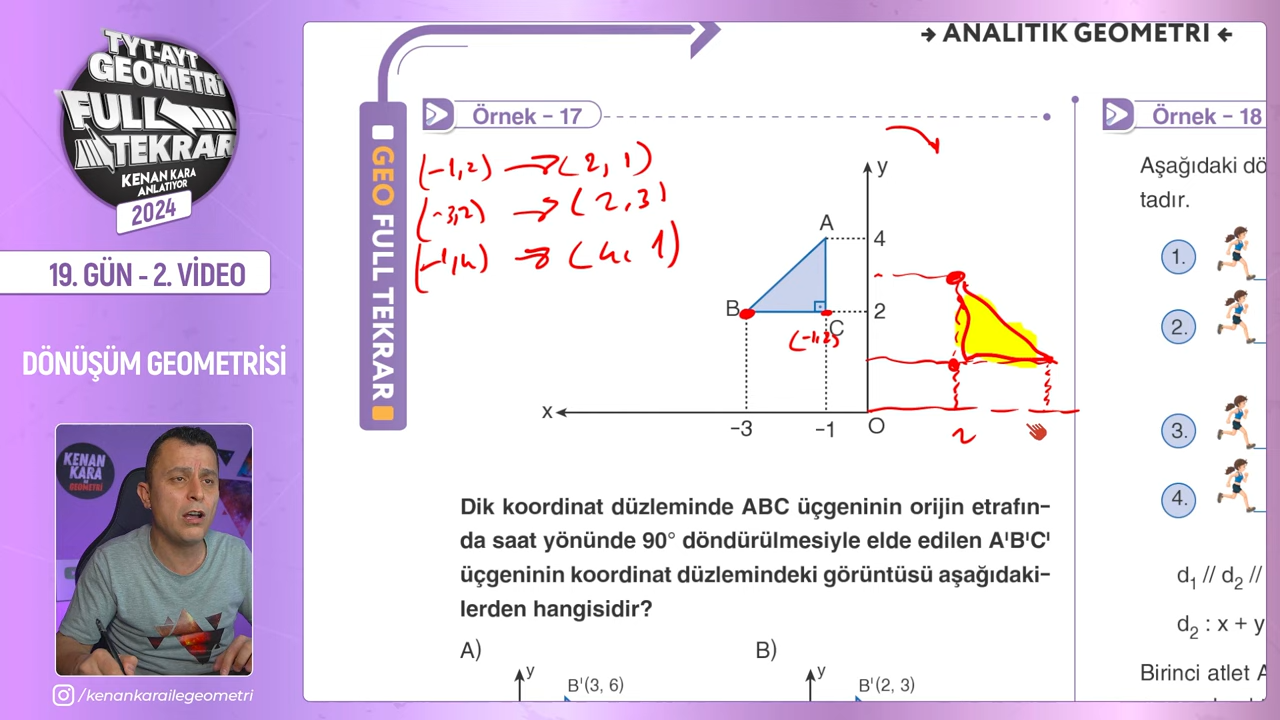 TYT-AYT
GEOMETRİ
FULL
TEKRAR
KENAN KARA
ANLATIYOR
2024
19. GÜN - 2. VİDEO
DÖNÜŞÜM GEOMETRİSİ
KENAN
KARA
GEOMETRİ
/kenankarailegeometri
→ ANALITIK GEOMETRI ←
GEO FULL TEKRAR
Örnek – 17
(-1,2) → (2, 1)
(-3,2) → (2,3)
(-1,4) → (4, 1)
y
A
4
B
2
C
(-1,2)
x
-3
-1
O
2
Dik koordinat düzleminde ABC üçgeninin orijin etrafın-
da saat yönünde 90° döndürülmesiyle elde edilen A'B'C'
üçgeninin koordinat düzlemindeki görüntüsü aşağıdaki-
lerden hangisidir?
A)
y
B'(3, 6)
B)
y
B'(2, 3)
Örnek – 18
Aşağıdaki dö
tadır.
1.
2.
3.
4.
d1 // d2 //
d2 : x + y
Birinci atlet A